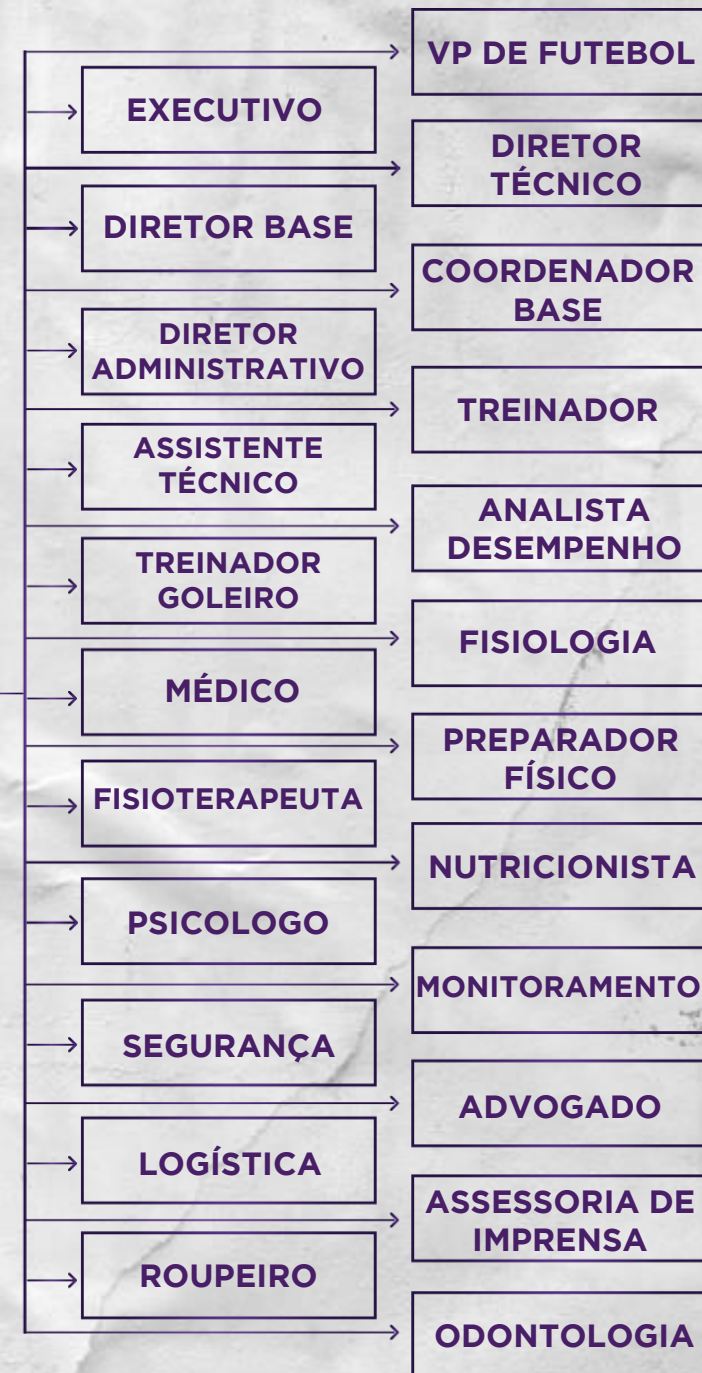 VP DE FUTEBOL
EXECUTIVO
DIRETOR
TÉCNICO
DIRETOR BASE
COORDENADOR
BASE
DIRETOR
ADMINISTRATIVO
TREINADOR
ASSISTENTE
TÉCNICO
ANALISTA
DESEMPENHO
TREINADOR
GOLEIRO
FISIOLOGIA
MÉDICO
PREPARADOR
FÍSICO
FISIOTERAPEUTA
NUTRICIONISTA
PSICOLOGO
MONITORAMENTO
SEGURANÇA
ADVOGADO
LOGÍSTICA
ASSESSORIA DE
IMPRENSA
ROUPEIRO
ODONTOLOGIA